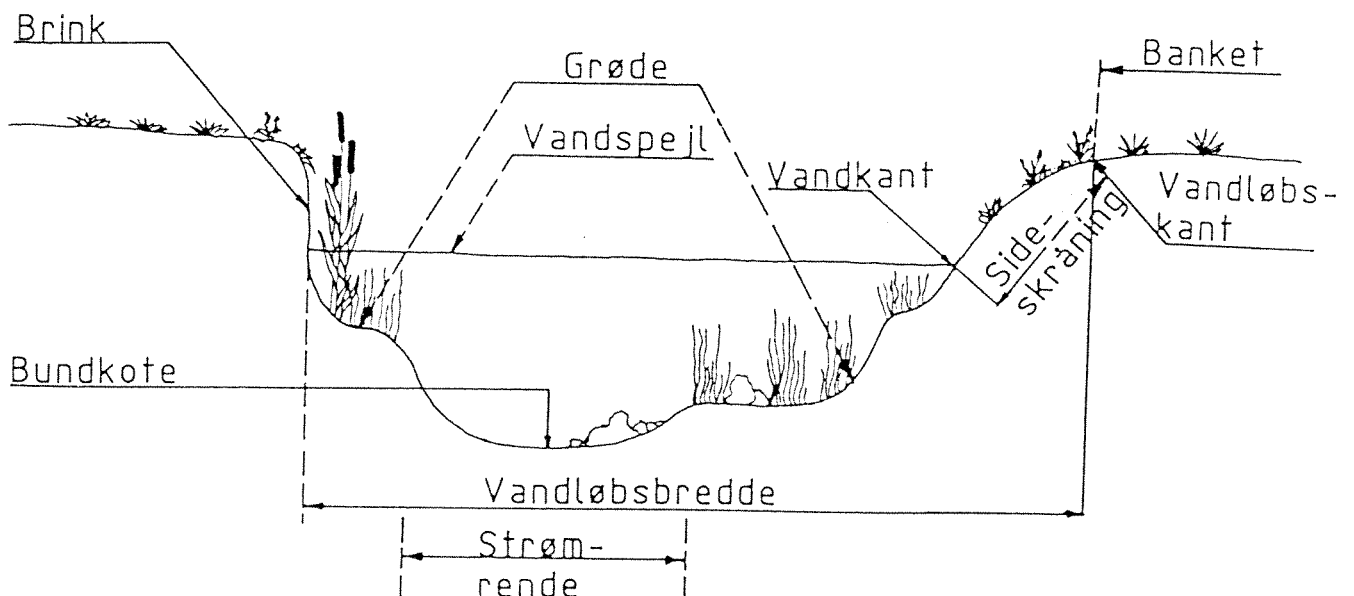 Brink
Grøde
Banket
Vandspejl
Vandkant
Vandløbs-
kant
Side-
skråning
Bundkote
Vandløbsbredde
Strøm-
rende